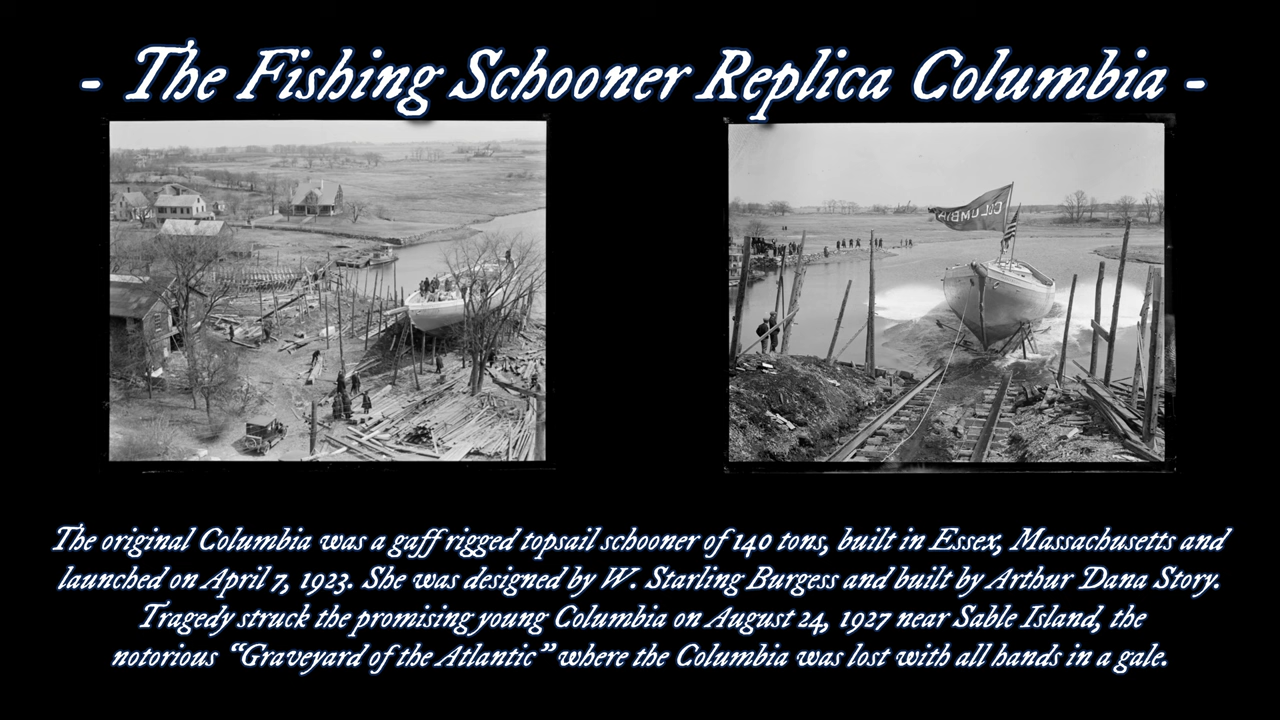 - The Fishing Schooner Replica Columbia -
COLUMBIA
The original Columbia was a gaff rigged topsail schooner of 140 tons, built in Essex, Massachusetts and
launched on April 7, 1923. She was designed by W. Starling Burgess and built by Arthur Dana Story.
Tragedy struck the promising young Columbia on August 24, 1927 near Sable Island, the
notorious “Graveyard of the Atlantic” where the Columbia was lost with all hands in a gale.